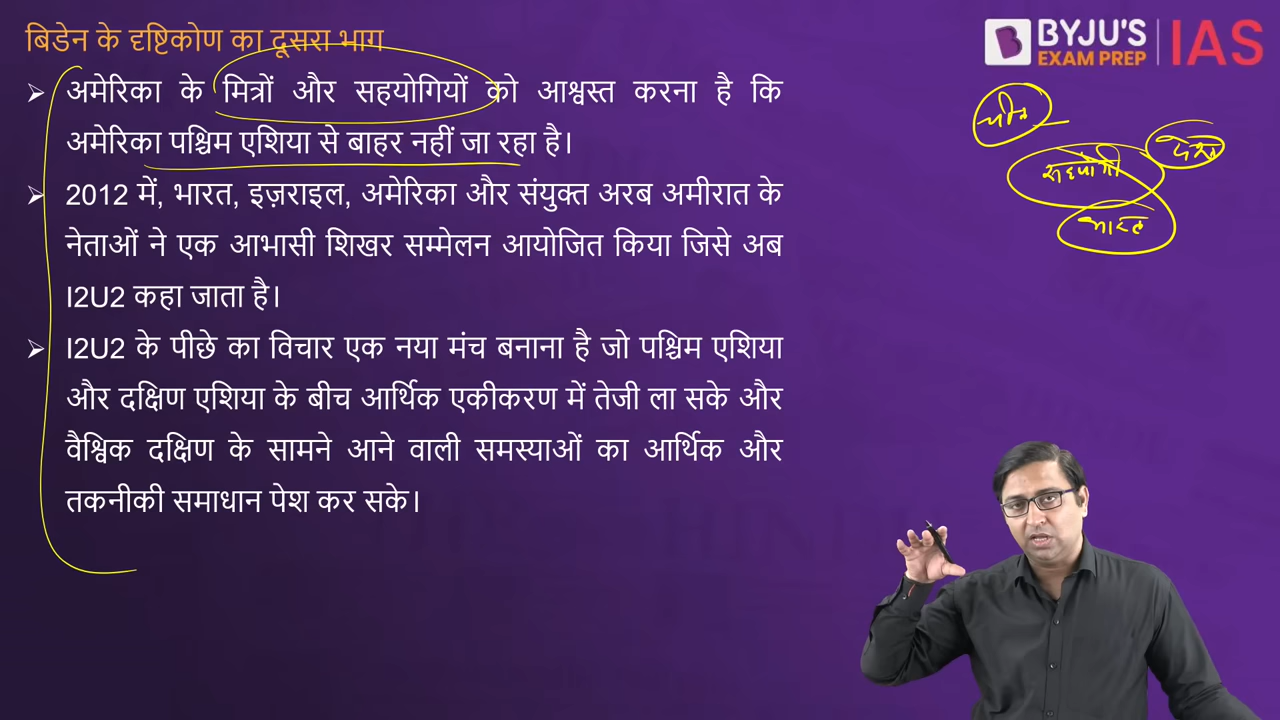 बिडेन के दृष्टिकोण का दूसरा भाग
BYJU'S
EXAM PREP
IAS
अमेरिका के मित्रों और सहयोगियों को आश्वस्त करना है कि
अमेरिका पश्चिम एशिया से बाहर नहीं जा रहा है।
2012 में, भारत, इज़राइल, अमेरिका और संयुक्त अरब अमीरात के
नेताओं ने एक आभासी शिखर सम्मेलन आयोजित किया जिसे अब
I2U2 कहा जाता है।
I2U2 के पीछे का विचार एक नया मंच बनाना है जो पश्चिम एशिया
और दक्षिण एशिया के बीच आर्थिक एकीकरण में तेजी ला सके और
वैश्विक दक्षिण के सामने आने वाली समस्याओं का आर्थिक और
तकनीकी समाधान पेश कर सके।
चीन
सहयोगी
भारत